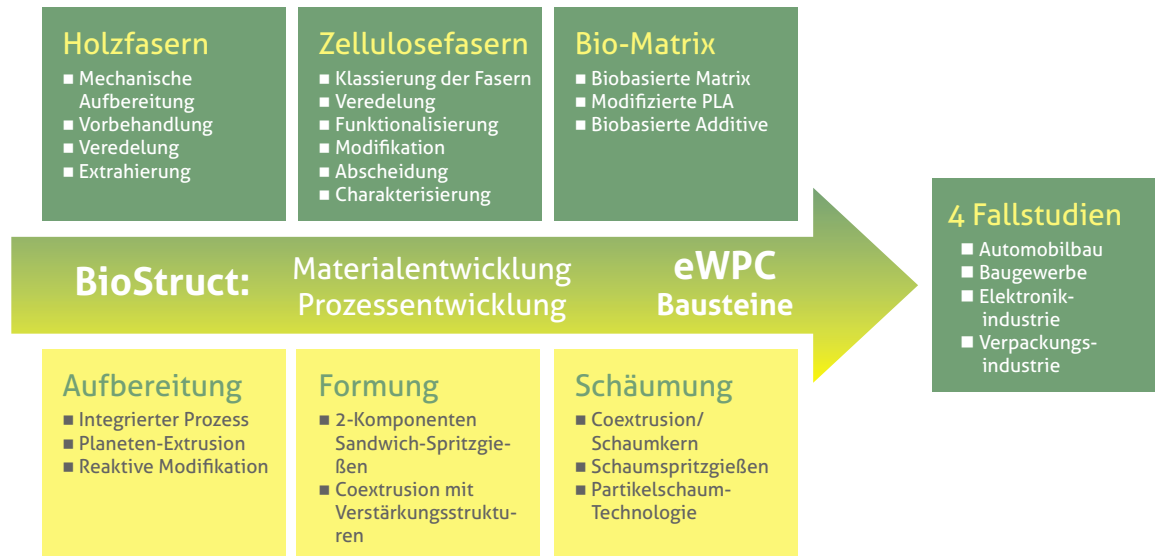 Holzfasern
■ Mechanische
Aufbereitung
■ Vorbehandlung
■ Veredelung
■ Extrahierung
Zellulosefasern
■ Klassierung der Fasern
■ Veredelung
■ Funktionalisierung
■ Modifikation
■ Abscheidung
■ Charakterisierung
Bio-Matrix
■ Biobasierte Matrix
■ Modifizierte PLA
■ Biobasierte Additive
BioStruct:
Materialentwicklung
Prozessentwicklung
eWPC
Bausteine
4 Fallstudien
■ Automobilbau
■ Baugewerbe
■ Elektronik-
industrie
■ Verpackungs-
industrie
Aufbereitung
■ Integrierter Prozess
■ Planeten-Extrusion
■ Reaktive Modifikation
Formung
■ 2-Komponenten
Sandwich-Spritzgie-
ßen
■ Coextrusion mit
Verstärkungsstruktu-
ren
Schäumung
■ Coextrusion/
Schaumkern
■ Schaumspritzgießen
■ Partikelschaum-
Technologie